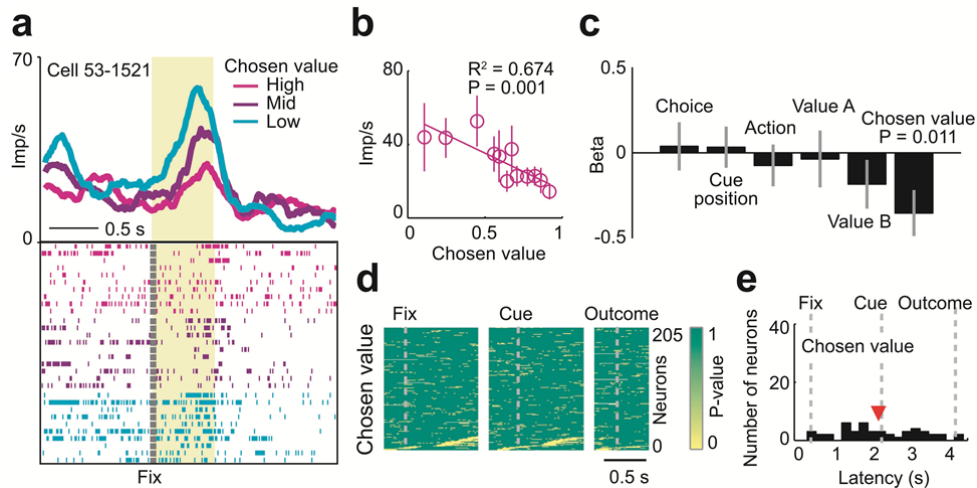 a
70
Cell 53-1521
Chosen value
High
Mid
Low
Imp/s
0.5 s
0
Fix
b
80
R² = 0.674
P = 0.001
Imp/s
40
0
0
0.5
1
Chosen value
c
0.5
Choice
Value A
Action
Chosen value
P = 0.011
Beta
0
Cue
position
Value B
-0.5
d
Fix
Cue
Outcome
Chosen value
205
Neurons
0
1
P-value
0
0.5 s
e
Fix
Cue
Outcome
40
Chosen value
Number of neurons
20
0
0
1
2
3
4
Latency (s)